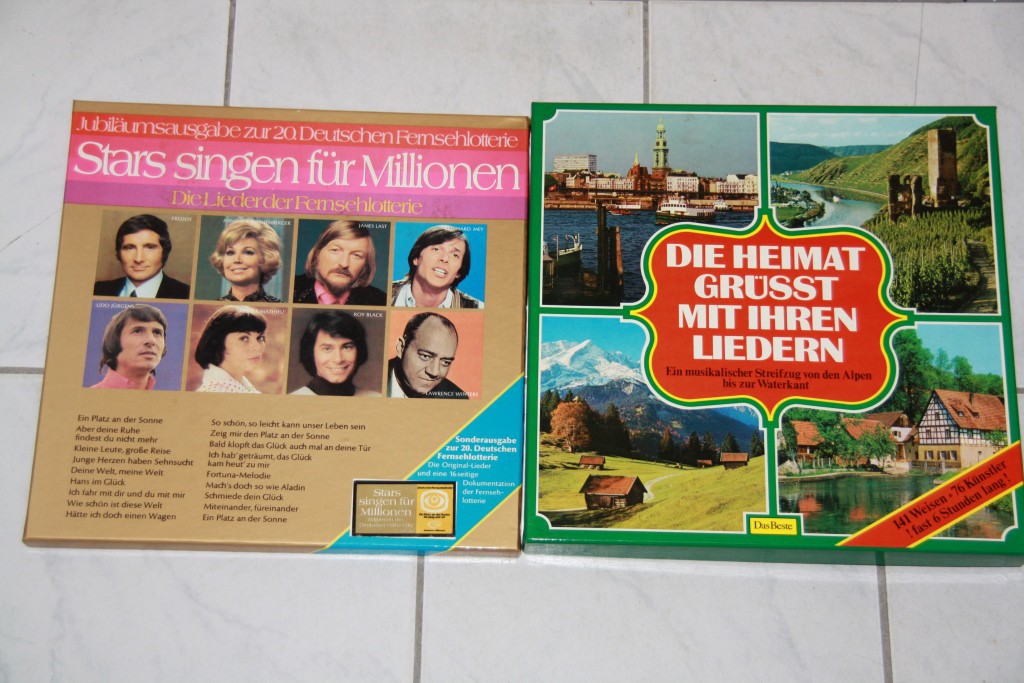 Jubiläumsausgabe zur 20. Deutschen Fernsehlotterie
Stars singen für Millionen
Die Lieder der Fernsehlotterie
FREDDY
JAMES LAST
UDO JÜRGENS
ROY BLACK
LAWRENCE WINTERS
Ein Platz an der Sonne
Aber deine Ruhe
findest du nicht mehr
Kleine Leute, große Reise
Junge Herzen haben Sehnsucht
Deine Welt, meine Welt
Hans im Glück
Ich fahr mit dir und du mit mir
Wie schön ist diese Welt
Hätte ich doch einen Wagen
So schön, so leicht kann unser Leben sein
Zeig mir den Platz an der Sonne
Bald klopft das Glück auch mal an deine Tür
Ich hab' geträumt, das Glück
kam heut' zu mir
Fortuna-Melodie
Mach's doch so wie Aladin
Schmiede dein Glück
Miteinander, füreinander
Ein Platz an der Sonne
Sonderausgabe
zur 20. Deutschen
Fernsehlotterie
Die Original-Lieder
und eine 16seitige
Dokumentation
der Fernseh-
lotterie
Stars
singen für
Millionen
DIE HEIMAT
GRÜSST
MIT IHREN
LIEDERN
Ein musikalischer Streifzug von den Alpen
bis zur Waterkant
Das Beste
141 Weisen · 76 Künstler
! fast 6 Stunden lang !